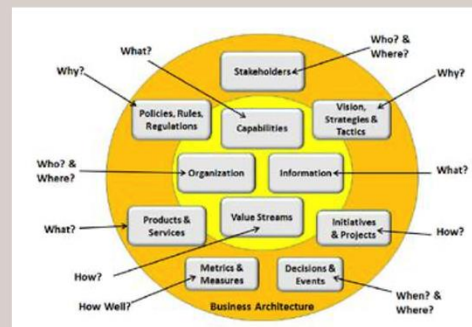 Who? &
Where?
What?
Stakeholders
Why?
Why?
Policies, Rules,
Regulations
Capabilities
Vision,
Strategies &
Tactics
Who? &
Where?
Organization
Information
What?
What?
Products &
Services
Value Streams
Initiatives
& Projects
How?
How?
Metrics &
Measures
Decisions &
Events
How Well?
When? &
Where?
Business Architecture